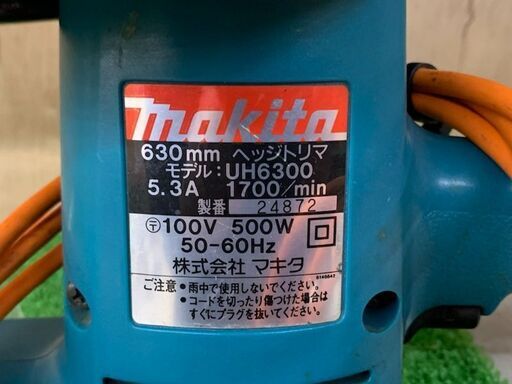 makita
630mm ヘッジトリマ
モデル:UH6300
5.3A 1700/min
製番 24872
〒100V 500W
50-60Hz
株式会社 マキタ
ご注意 ●雨中で使用しないでください。
●コードを切ったり傷つけた場合は
すぐにプラグを抜いてください。